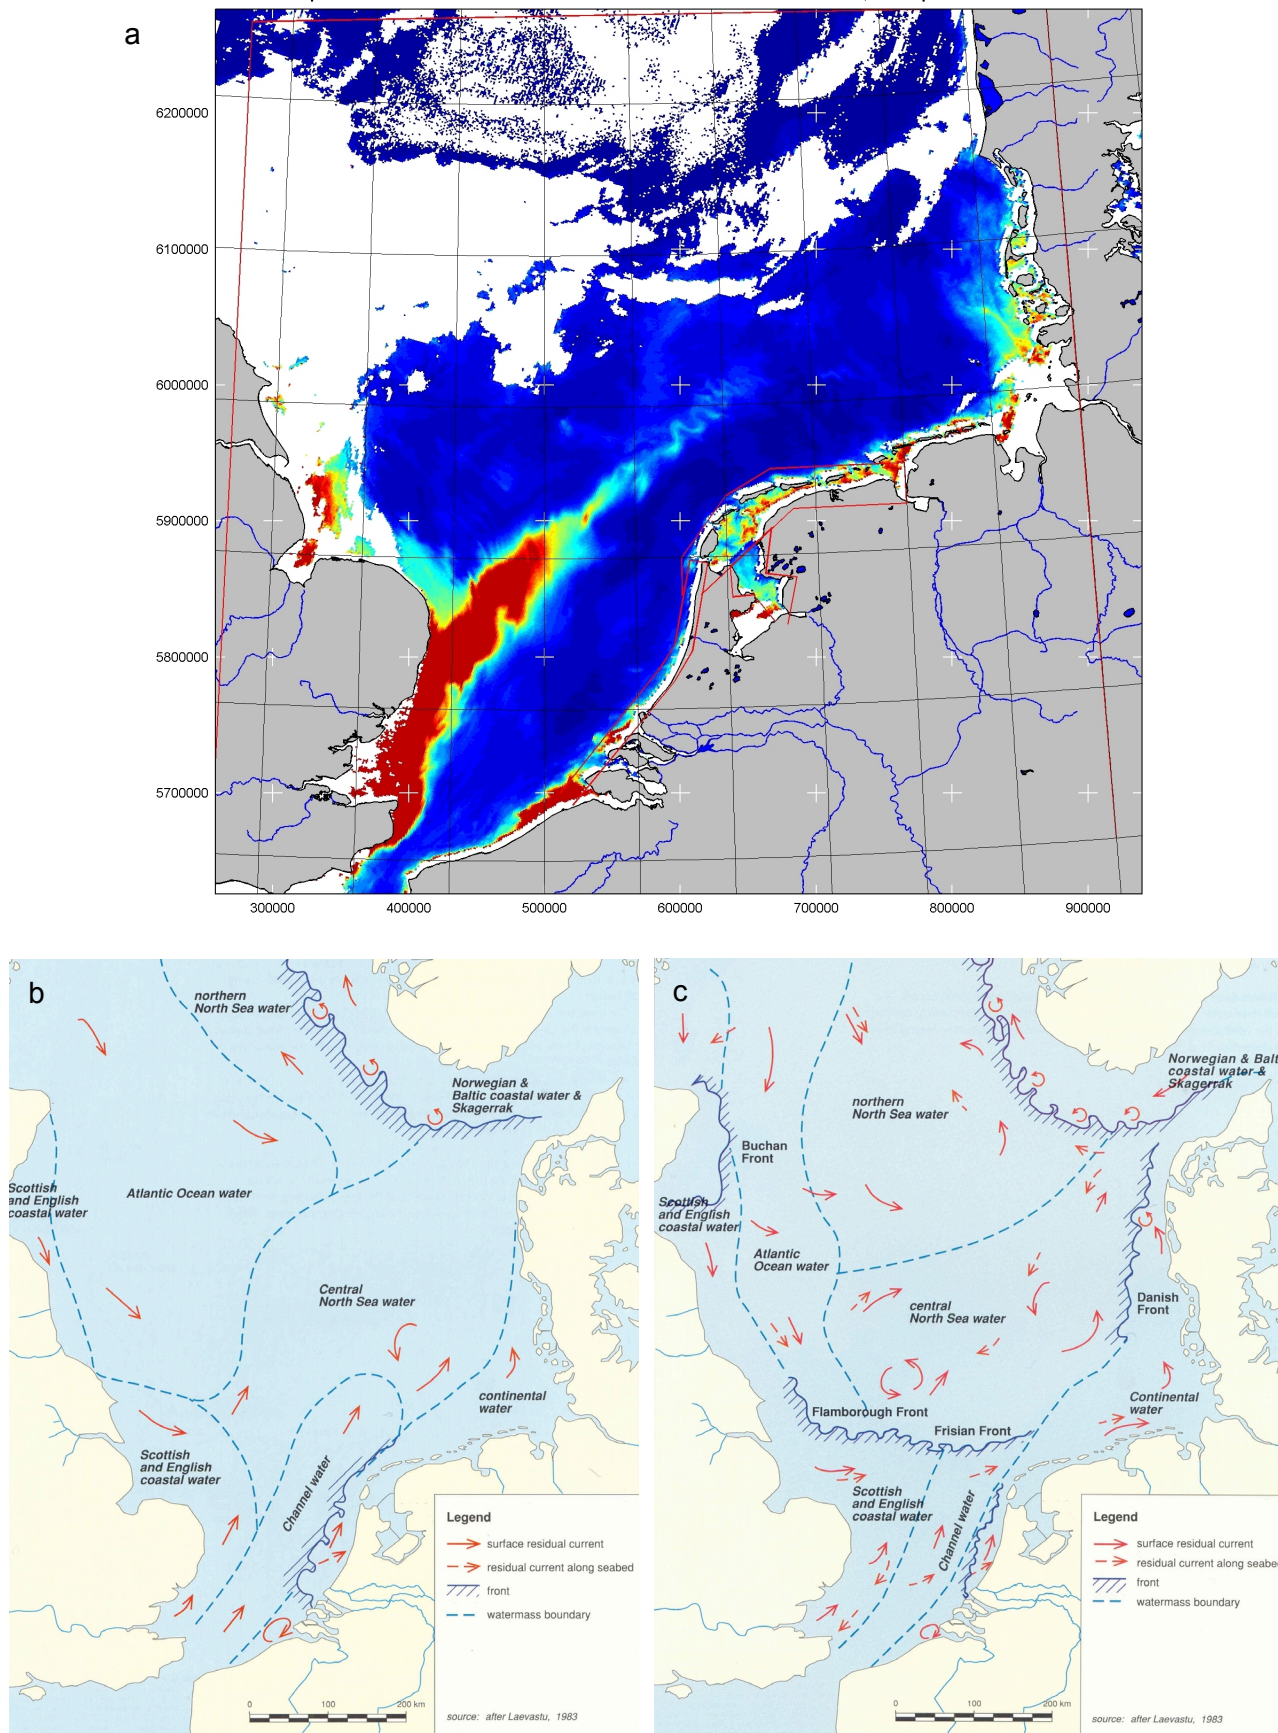 a
6200000
6100000
6000000
5900000
5800000
5700000
300000
400000
500000
600000
700000
800000
900000
b
northern
North Sea water
Norwegian &
Baltic coastal water &
Skagerrak
Scottish
and English
coastal water
Atlantic Ocean water
Central
North Sea water
continental
water
Scottish
and English
coastal water
Channel water
Legend
surface residual current
residual current along seabed
front
watermass boundary
0 100 200 km
source: after Laevastu, 1983
c
Norwegian & Balt
coastal water &
Skagerrak
northern
North Sea water
Buchan
Front
Scottish
and English
coastal water
Atlantic
Ocean water
central
North Sea water
Danish
Front
Flamborough Front
Frisian Front
Continental
water
Scottish
and English
coastal water
Channel water
Legend
surface residual current
residual current along seabed
front
watermass boundary
0 100 200 km
source: after Laevastu, 1983